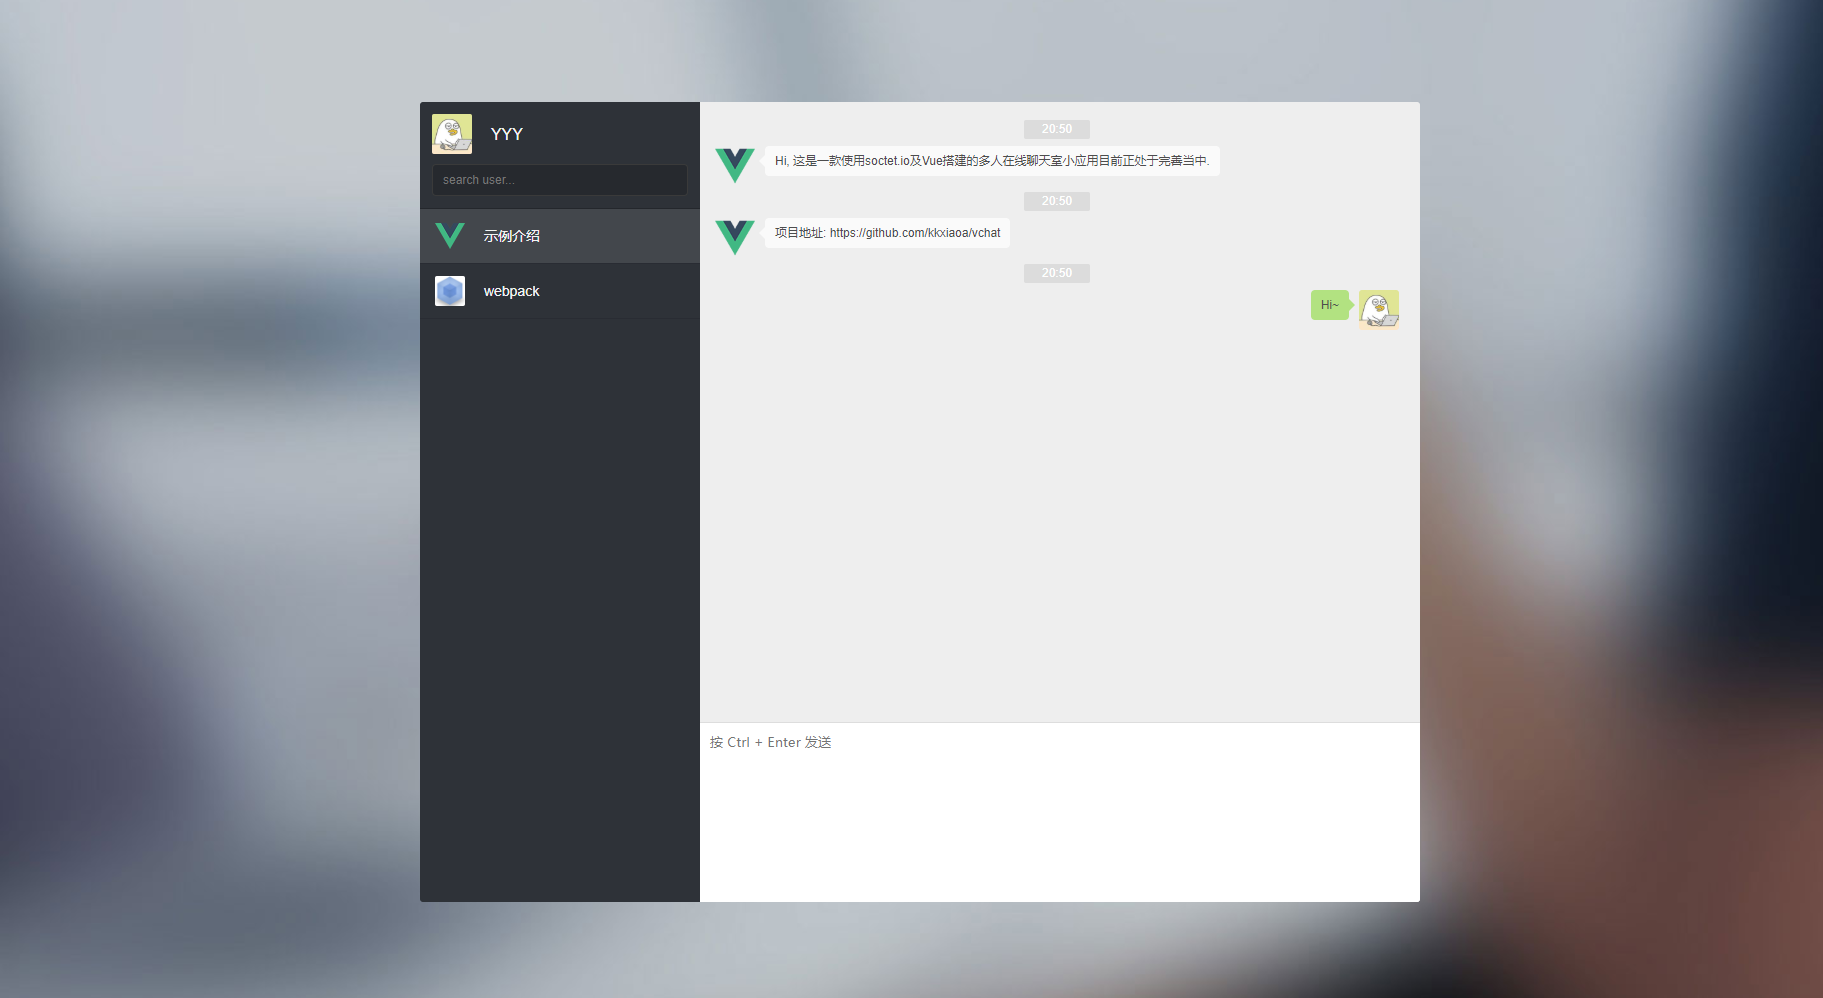 YYY
search user...
示例介绍
webpack
20:50
Hi, 这是一款使用soctet.io及Vue搭建的多人在线聊天室小应用目前正处于完善当中.
20:50
项目地址: https://github.com/kkxiaoa/vchat
20:50
Hi~
按 Ctrl + Enter 发送